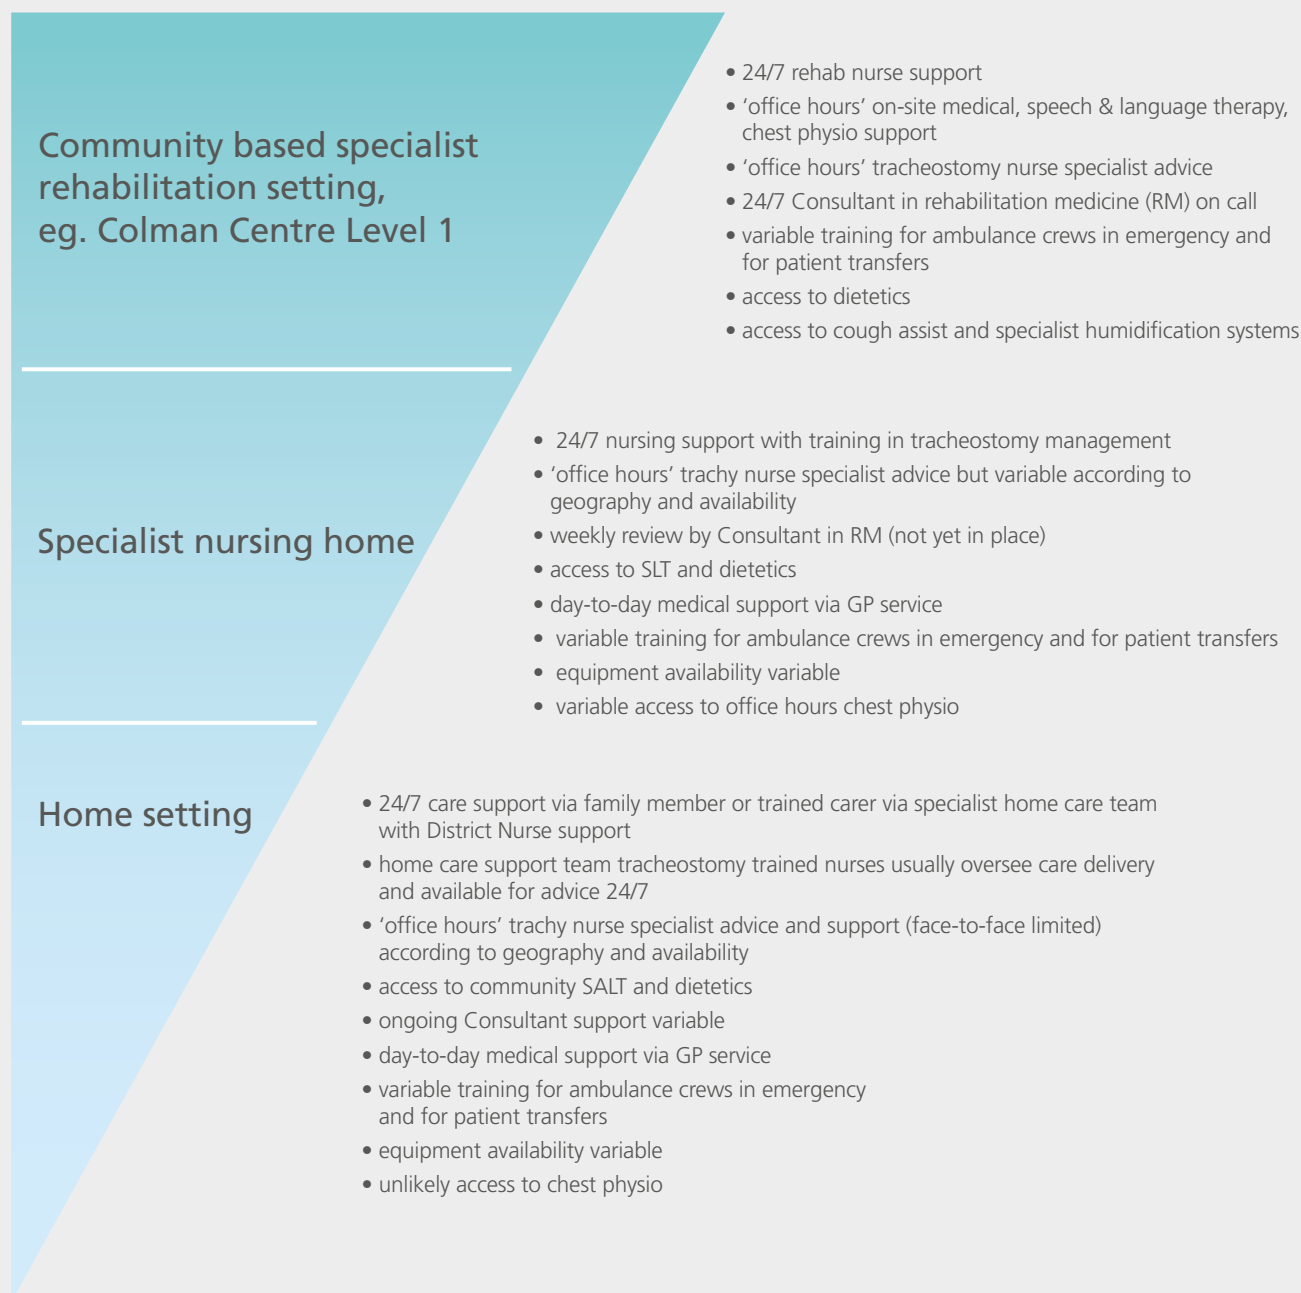 Community based specialist
rehabilitation setting,
eg. Colman Centre Level 1
• 24/7 rehab nurse support
• ‘office hours’ on-site medical, speech & language therapy,
chest physio support
• ‘office hours’ tracheostomy nurse specialist advice
• 24/7 Consultant in rehabilitation medicine (RM) on call
• variable training for ambulance crews in emergency and
for patient transfers
• access to dietetics
• access to cough assist and specialist humidification systems
Specialist nursing home
• 24/7 nursing support with training in tracheostomy management
• ‘office hours’ trachy nurse specialist advice but variable according to
geography and availability
• weekly review by Consultant in RM (not yet in place)
• access to SLT and dietetics
• day-to-day medical support via GP service
• variable training for ambulance crews in emergency and for patient transfers
• equipment availability variable
• variable access to office hours chest physio
Home setting
• 24/7 care support via family member or trained carer via specialist home care team
with District Nurse support
• home care support team tracheostomy trained nurses usually oversee care delivery
and available for advice 24/7
• ‘office hours’ trachy nurse specialist advice and support (face-to-face limited)
according to geography and availability
• access to community SALT and dietetics
• ongoing Consultant support variable
• day-to-day medical support via GP service
• variable training for ambulance crews in emergency
and for patient transfers
• equipment availability variable
• unlikely access to chest physio